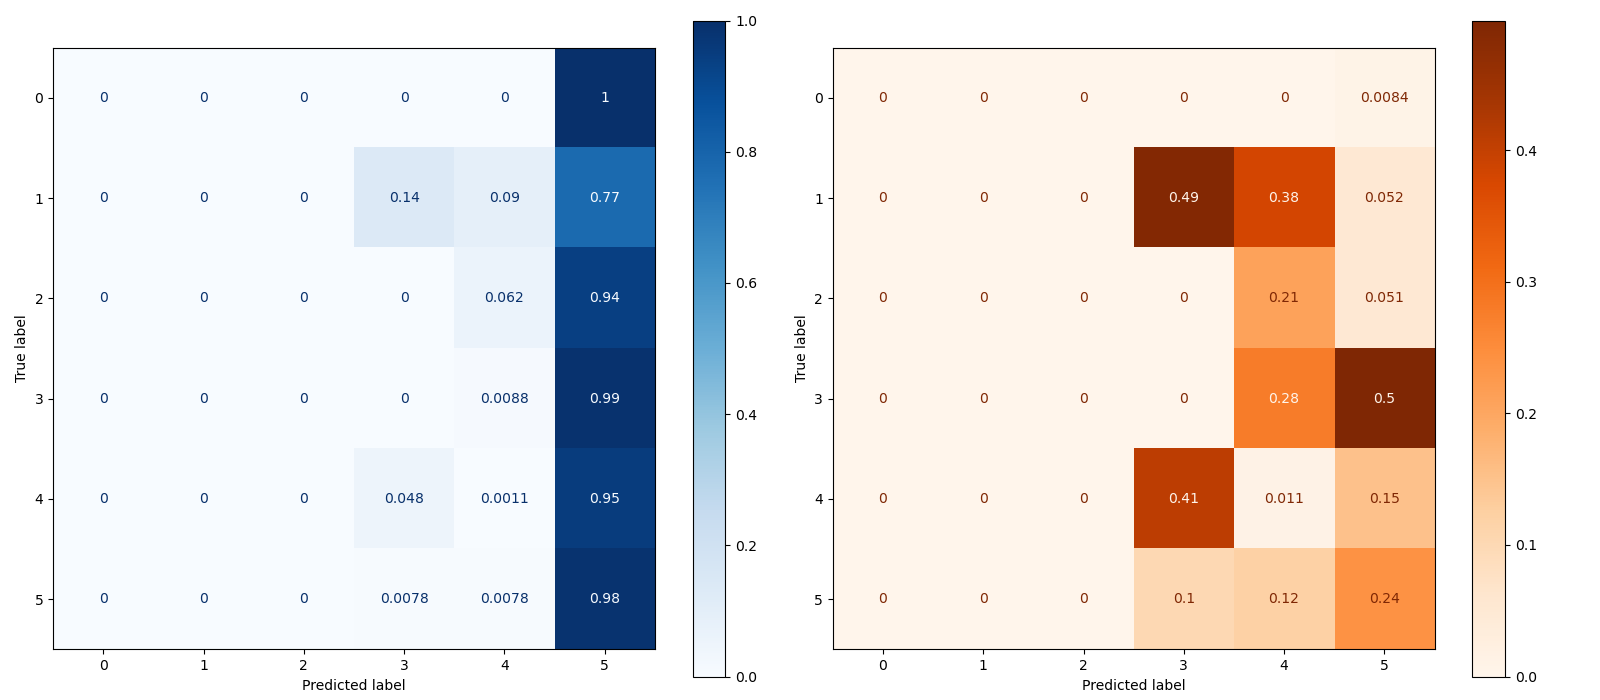 1.0
0 0 0 0 0 0 1
0 0 0 0 0 0 0.0084
0.8
0.4
1 0 0 0 0.14 0.09 0.77
1 0 0 0 0.49 0.38 0.052
0.6
0.3
2 0 0 0 0 0.062 0.94
2 0 0 0 0 0.21 0.051
True label
True label
3 0 0 0 0 0.0088 0.99
3 0 0 0 0 0.28 0.5
0.4
0.2
4 0 0 0 0.048 0.0011 0.95
4 0 0 0 0.41 0.011 0.15
0.2
0.1
5 0 0 0 0.0078 0.0078 0.98
5 0 0 0 0.1 0.12 0.24
0.0
0.0
0 1 2 3 4 5
0 1 2 3 4 5
Predicted label
Predicted label